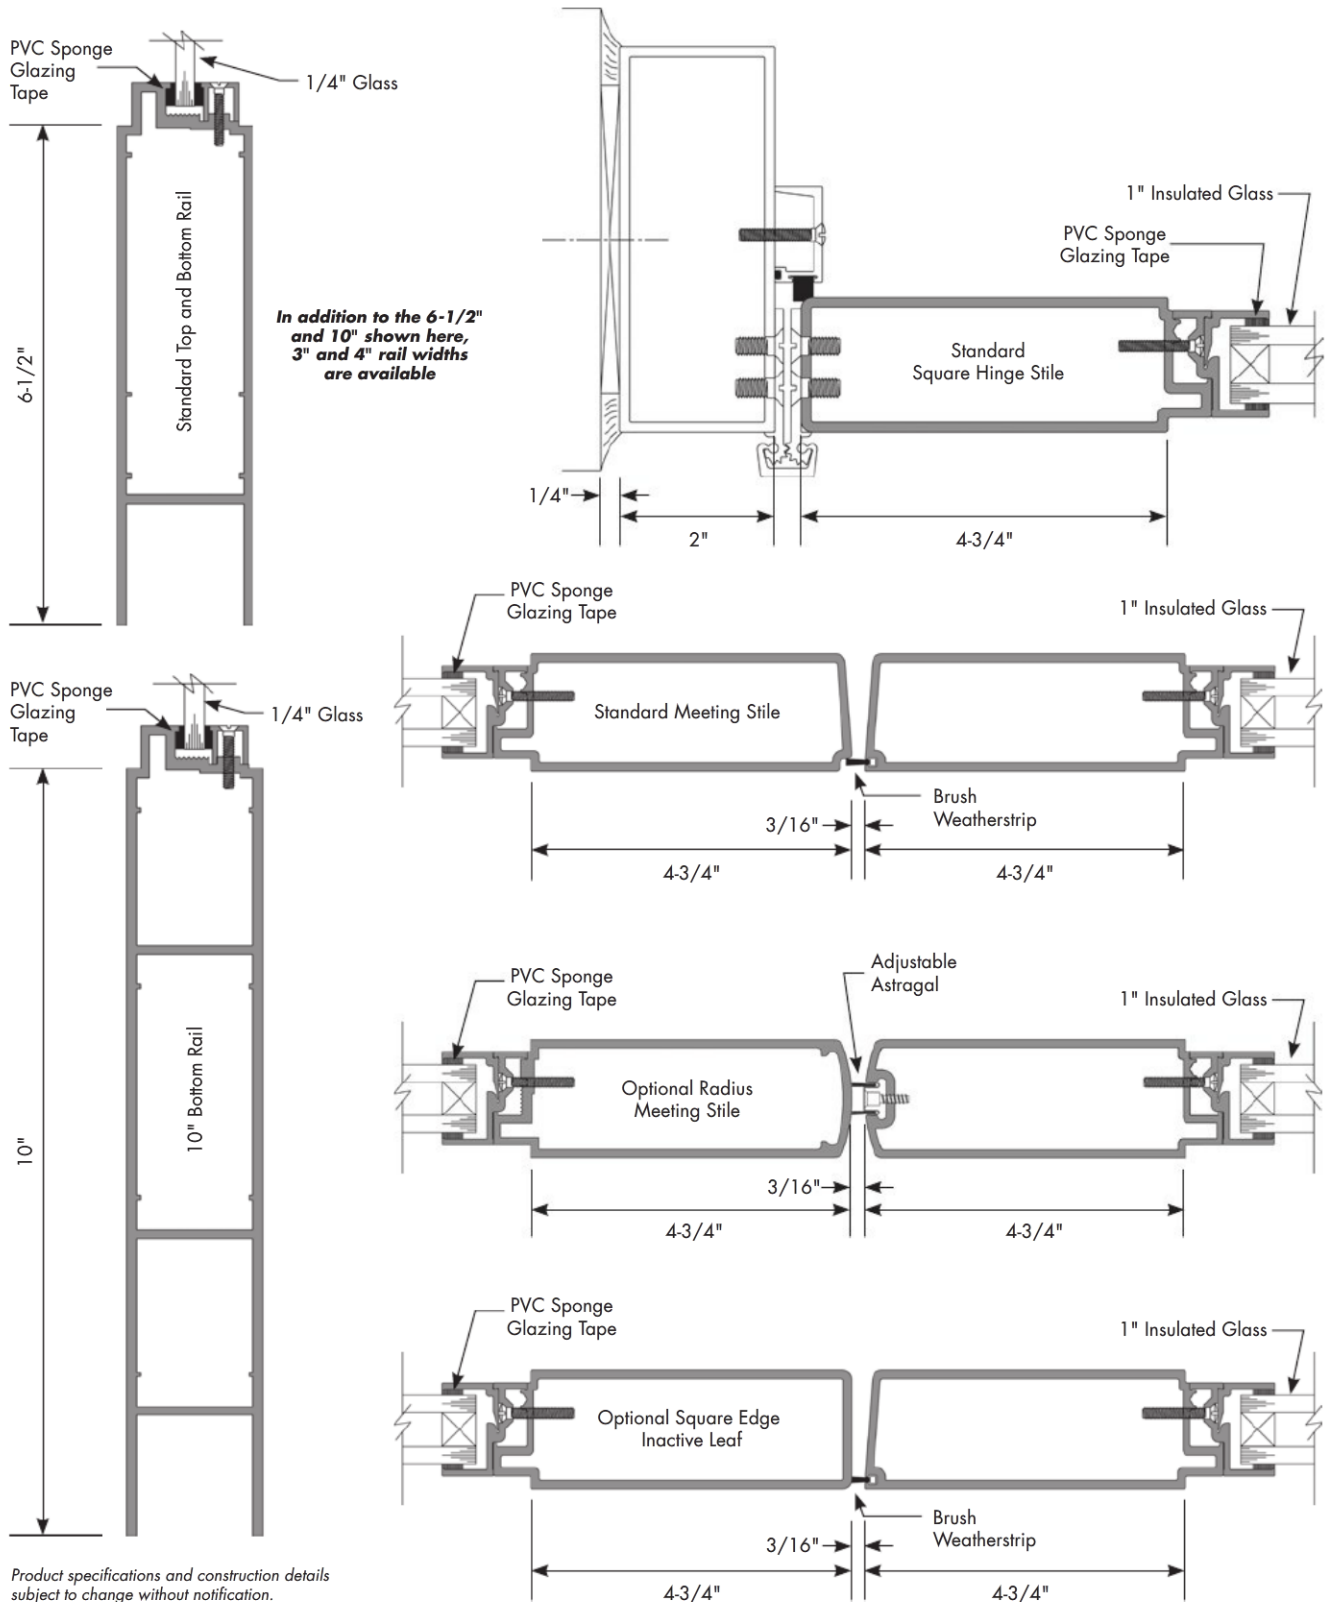 PVC Sponge
Glazing
Tape
1/4" Glass
6-1/2"
Standard Top and Bottom Rail
In addition to the 6-1/2"
and 10" shown here,
3" and 4" rail widths
are available
1" Insulated Glass
PVC Sponge
Glazing Tape
Standard
Square Hinge Stile
1/4"
2"
4-3/4"
PVC Sponge
Glazing Tape
1" Insulated Glass
Standard Meeting Stile
Brush
Weatherstrip
3/16"
4-3/4"
4-3/4"
PVC Sponge
Glazing
Tape
1/4" Glass
10"
10" Bottom Rail
PVC Sponge
Glazing Tape
Adjustable
Astragal
1" Insulated Glass
Optional Radius
Meeting Stile
3/16"
4-3/4"
4-3/4"
PVC Sponge
Glazing Tape
1" Insulated Glass
Optional Square Edge
Inactive Leaf
Brush
Weatherstrip
3/16"
4-3/4"
4-3/4"
Product specifications and construction details
subject to change without notification.